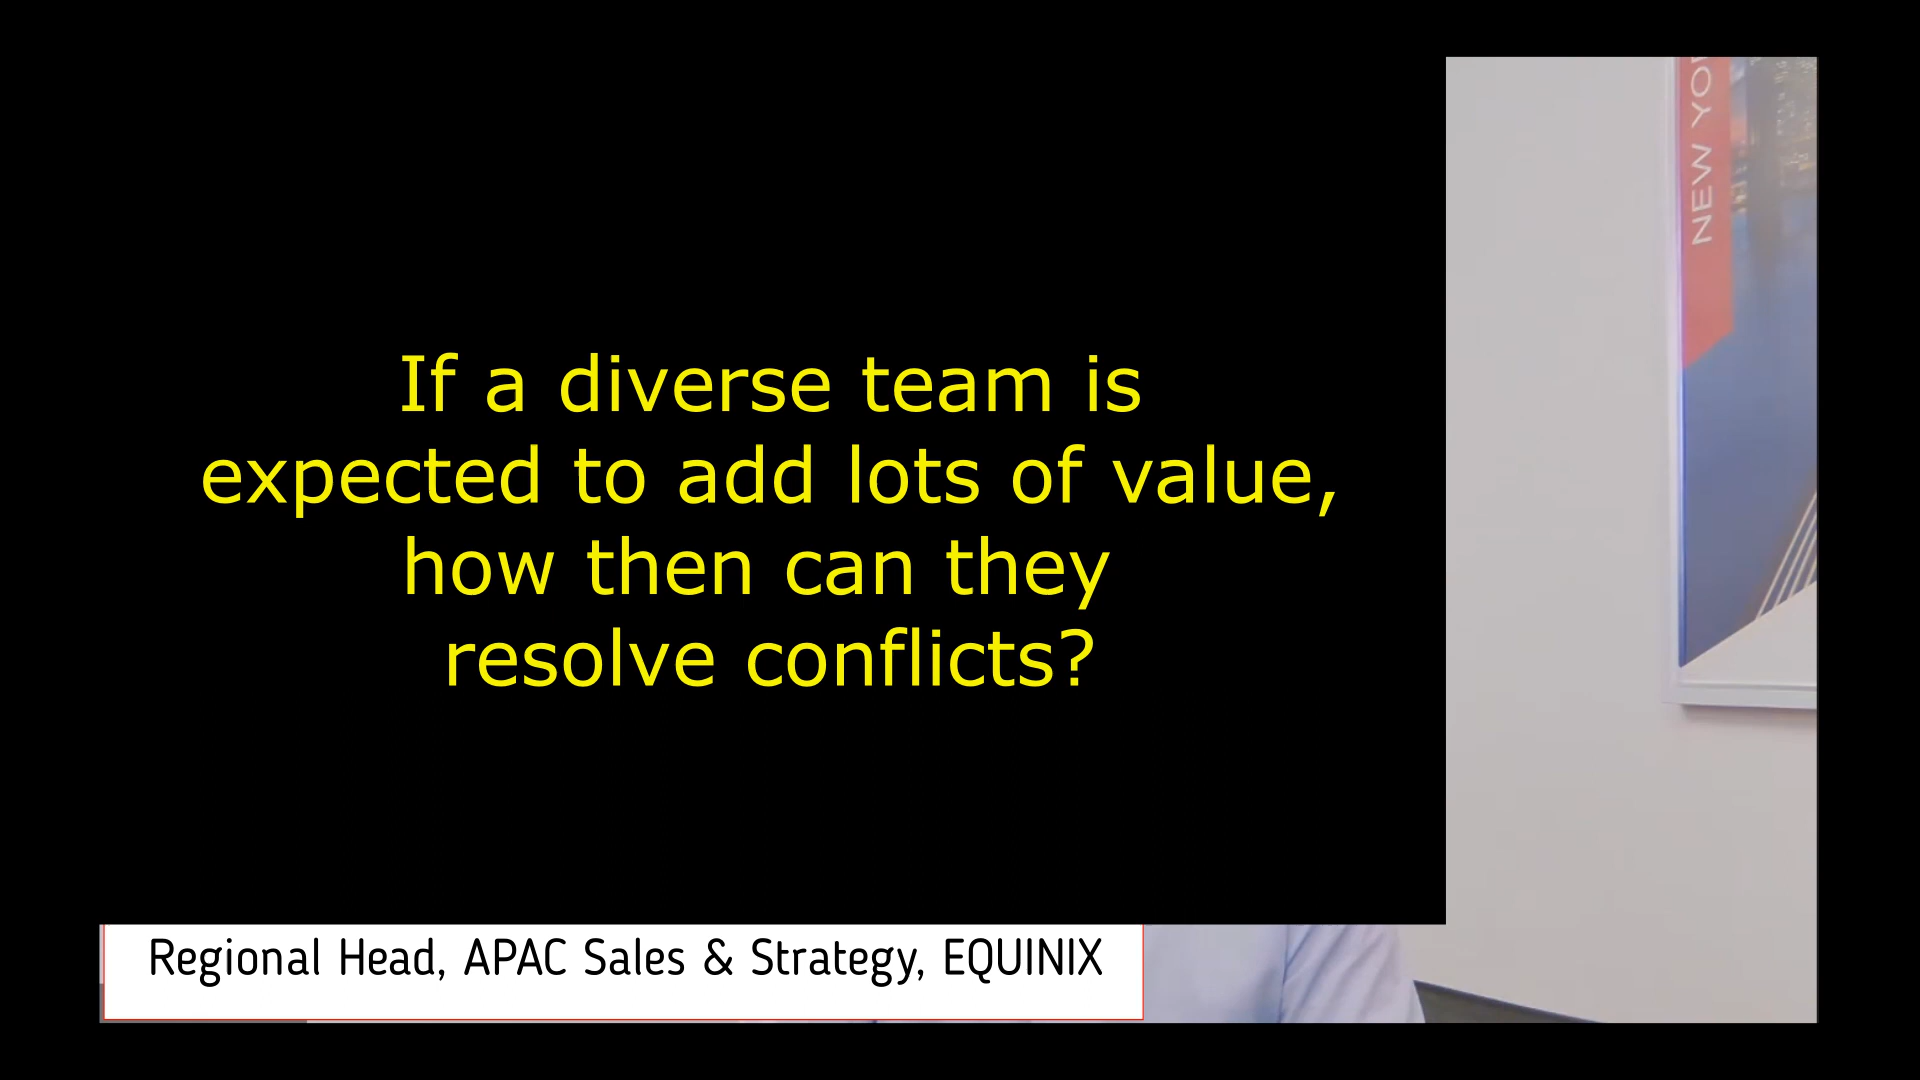 NEW YO
If a diverse team is
expected to add lots of value,
how then can they
resolve conflicts?
Regional Head, APAC Sales & Strategy, EQUINIX